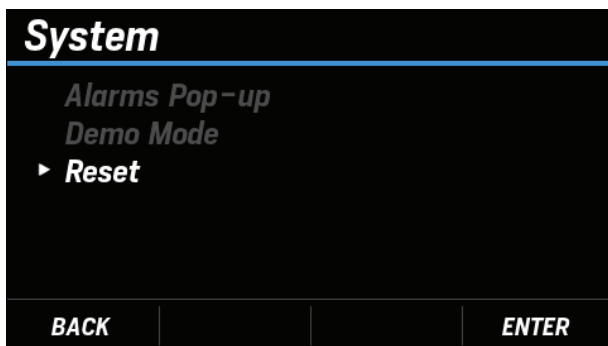 System
Alarms Pop-up
Demo Mode
Reset
BACK ENTER